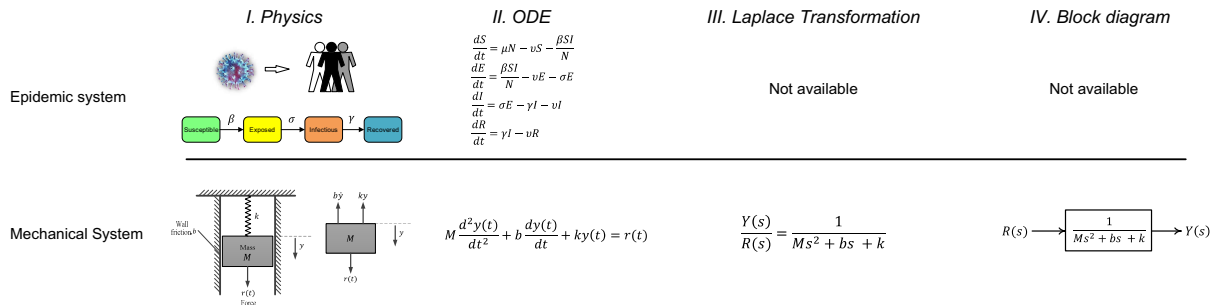 I. Physics
II. ODE
III. Laplace Transformation
IV. Block diagram
Epidemic system
Susceptible
β
Exposed
σ
Infectious
γ
Recovered
dS/dt = μN − υS − βSI/N
dE/dt = βSI/N − υE − σE
dI/dt = σE − γI − υI
dR/dt = γI − υR
Not available
Not available
Mechanical System
Wall
friction, b
k
Mass
M
y
r(t)
Force
bẏ
ky
M
y
r(t)
M d²y(t)/dt² + b dy(t)/dt + ky(t) = r(t)
Y(s)/R(s) = 1/(Ms² + bs + k)
R(s)
1/(Ms² + bs + k)
Y(s)